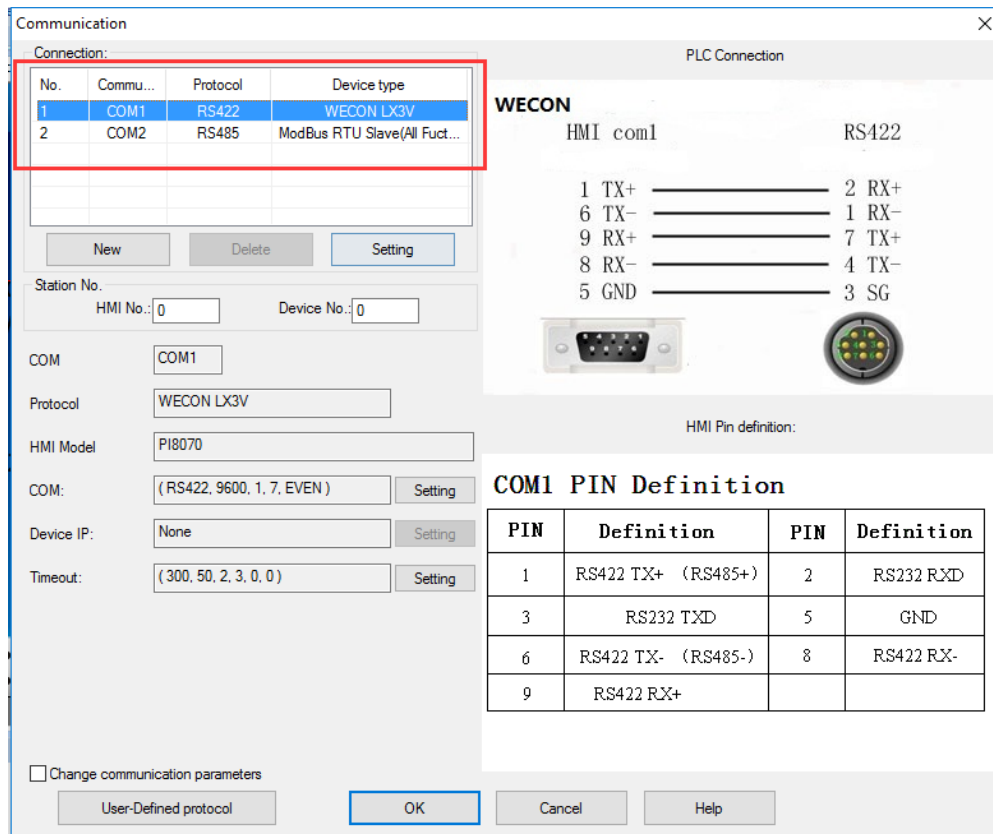 Communication
Connection:
No. Commu... Protocol Device type
1 COM1 RS422 WECON LX3V
2 COM2 RS485 ModBus RTU Slave(All Fuct...
New Delete Setting
Station No.
HMI No.: 0 Device No.: 0
COM COM1
Protocol WECON LX3V
HMI Model PI8070
COM: ( RS422, 9600, 1, 7, EVEN ) Setting
Device IP: None Setting
Timeout: ( 300, 50, 2, 3, 0, 0 ) Setting
Change communication parameters
User-Defined protocol OK Cancel Help
PLC Connection
WECON
HMI com1 RS422
1 TX+ 2 RX+
6 TX- 1 RX-
9 RX+ 7 TX+
8 RX- 4 TX-
5 GND 3 SG
HMI Pin definition:
COM1 PIN Definition
PIN Definition PIN Definition
1 RS422 TX+ (RS485+) 2 RS232 RXD
3 RS232 TXD 5 GND
6 RS422 TX- (RS485-) 8 RS422 RX-
9 RS422 RX+